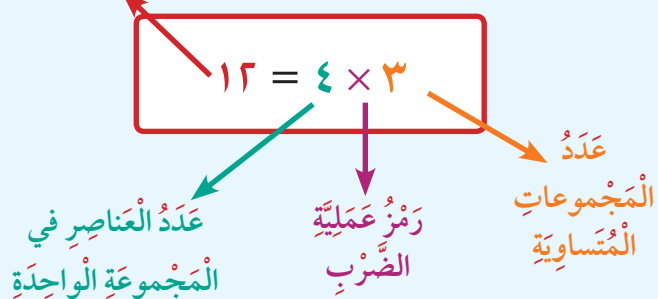 ٣ × ٤ = ١٢
عَدَدُ
الْمَجْموعاتِ
الْمُتَساوِيَةِ
رَمْزُ عَمَلِيَّةِ
الضَّرْبِ
عَدَدُ الْعَناصِرِ في
الْمَجْموعَةِ الْواحِدَةِ